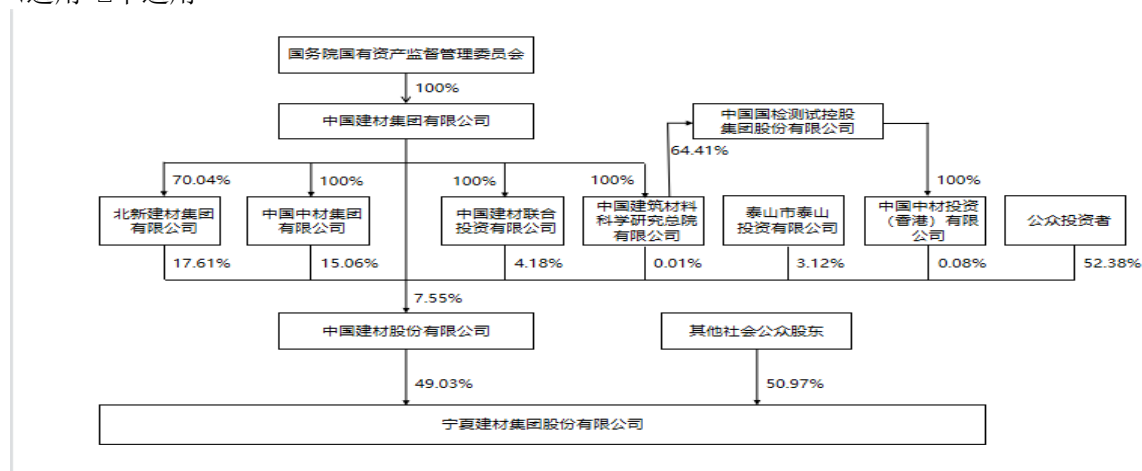 国务院国有资产监督管理委员会
100%
中国建材集团有限公司
中国国检测试控股
集团股份有限公司
64.41%
70.04%
100%
100%
100%
100%
北新建材集团
有限公司
中国中材集团
有限公司
中国建材联合
投资有限公司
中国建筑材料
科学研究总院
有限公司
泰山市泰山
投资有限公司
中国中材投资
（香港）有限
公司
公众投资者
17.61%
15.06%
4.18%
0.01%
3.12%
0.08%
52.38%
7.55%
中国建材股份有限公司
其他社会公众股东
49.03%
50.97%
宁夏建材集团股份有限公司